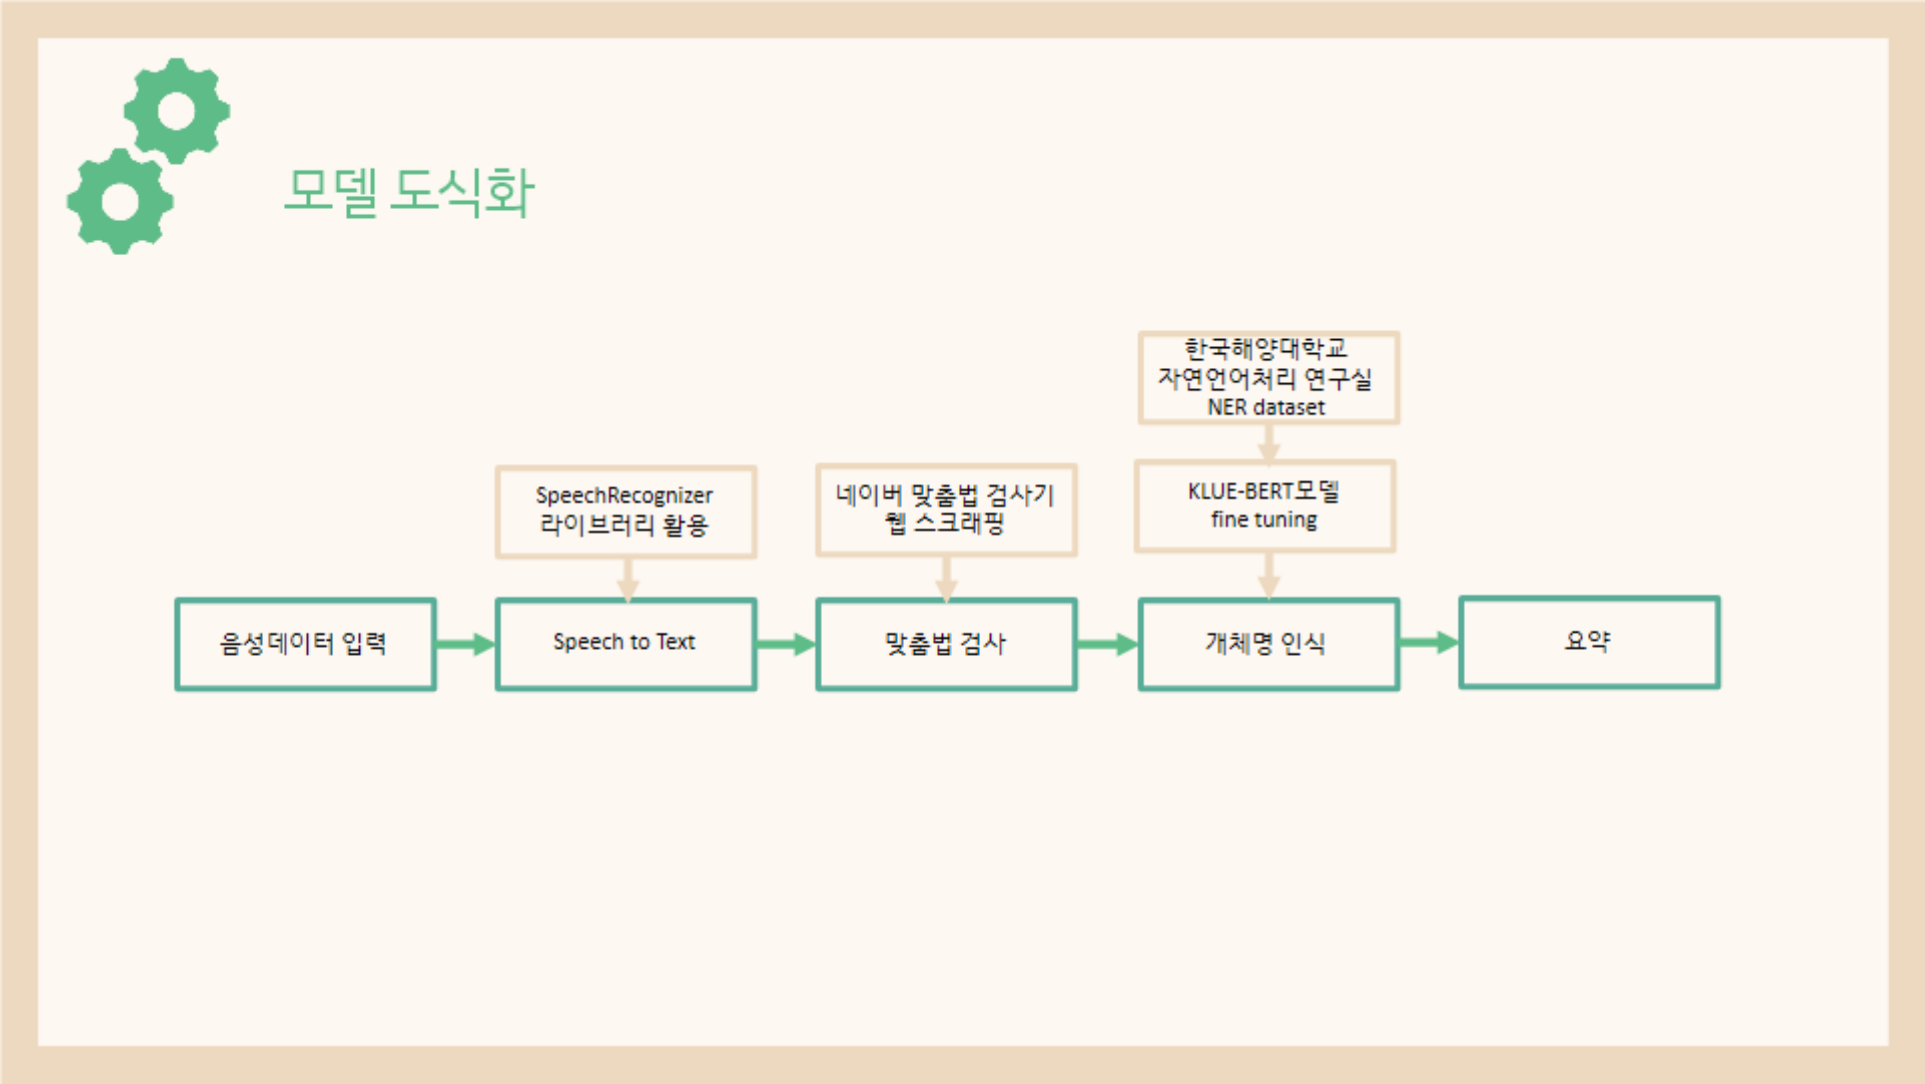 모델 도식화
한국해양대학교
자연언어처리 연구실
NER dataset
SpeechRecognizer
라이브러리 활용
네이버 맞춤법 검사기
웹 스크래핑
KLUE-BERT모델
fine tuning
음성데이터 입력
Speech to Text
맞춤법 검사
개체명 인식
요약